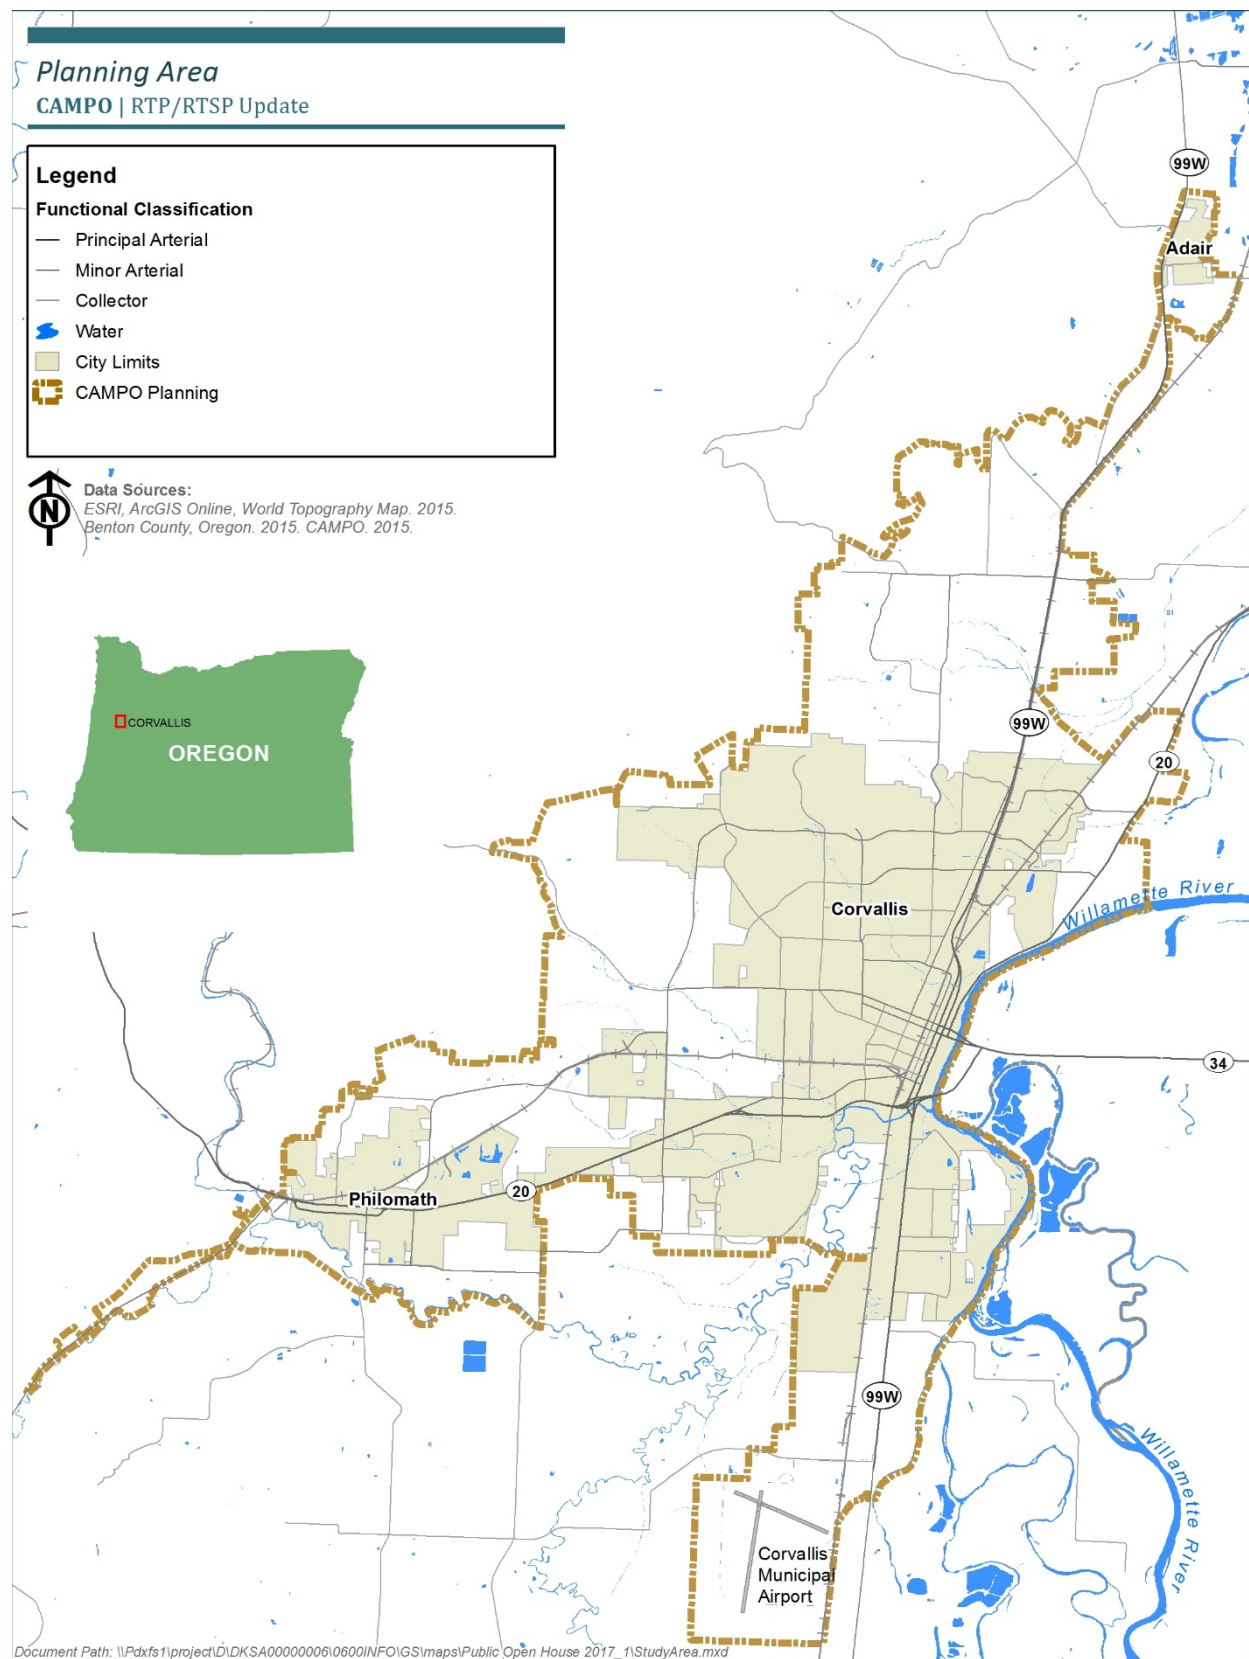 Planning Area
CAMPO | RTP/RTSP Update
Legend
Functional Classification
Principal Arterial
Minor Arterial
Collector
Water
City Limits
CAMPO Planning
N
Data Sources:
ESRI, ArcGIS Online, World Topography Map. 2015.
Benton County, Oregon. 2015. CAMPO. 2015.
CORVALLIS
OREGON
99W
Adair
99W
20
Corvallis
Willamette River
34
Philomath
20
99W
Willamette River
Corvallis
Municipal
Airport
Document Path: \\Pdxfs1\project\D\DKSA00000006\0600INFO\GS\maps\Public Open House 2017_1\StudyArea.mxd